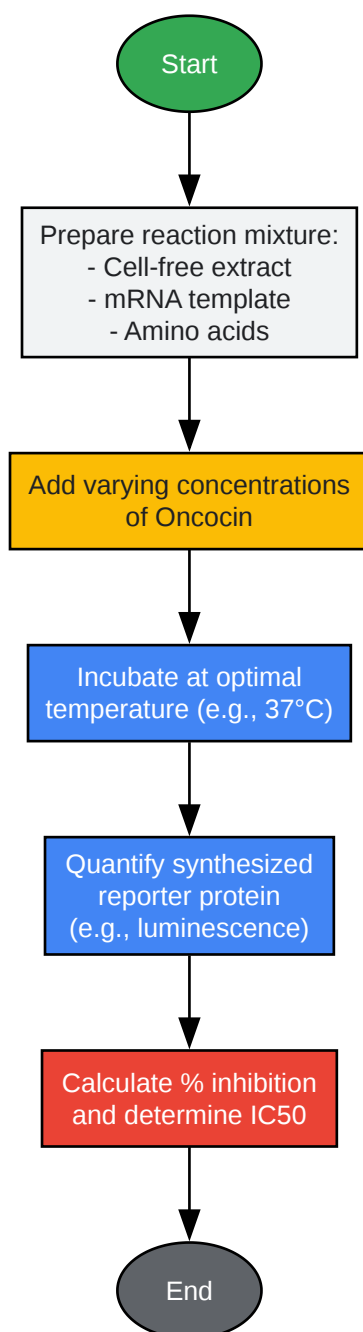 Start
Prepare reaction mixture:
- Cell-free extract
- mRNA template
- Amino acids
Add varying concentrations
of Oncocin
Incubate at optimal
temperature (e.g., 37°C)
Quantify synthesized
reporter protein
(e.g., luminescence)
Calculate % inhibition
and determine IC50
End